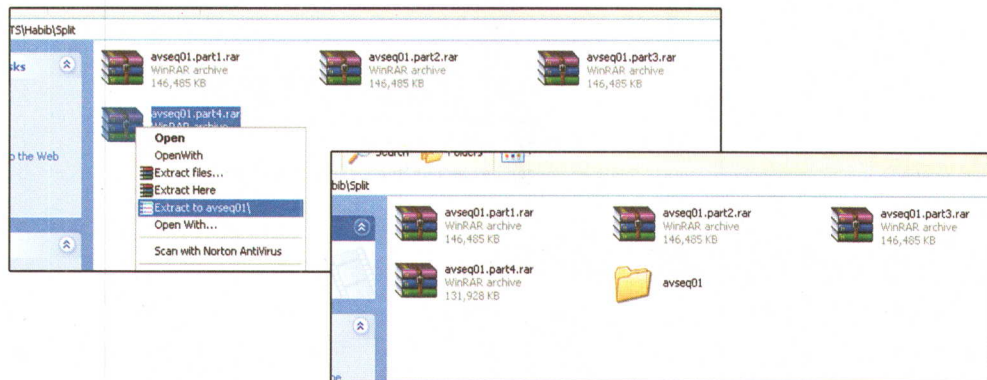 TS\Habib\Split
sks
avseq01.part1.rar
WinRAR archive
146,485 KB
avseq01.part2.rar
WinRAR archive
146,485 KB
avseq01.part3.rar
WinRAR archive
146,485 KB
avseq01.part4.rar
WinRAR archive
o the Web
Open
OpenWith
Extract files...
Extract Here
Extract to avseq01\
Open With...
Scan with Norton AntiVirus
Search
Folders
bib\Split
avseq01.part1.rar
WinRAR archive
146,485 KB
avseq01.part2.rar
WinRAR archive
146,485 KB
avseq01.part3.rar
WinRAR archive
146,485 KB
avseq01.part4.rar
WinRAR archive
131,928 KB
avseq01